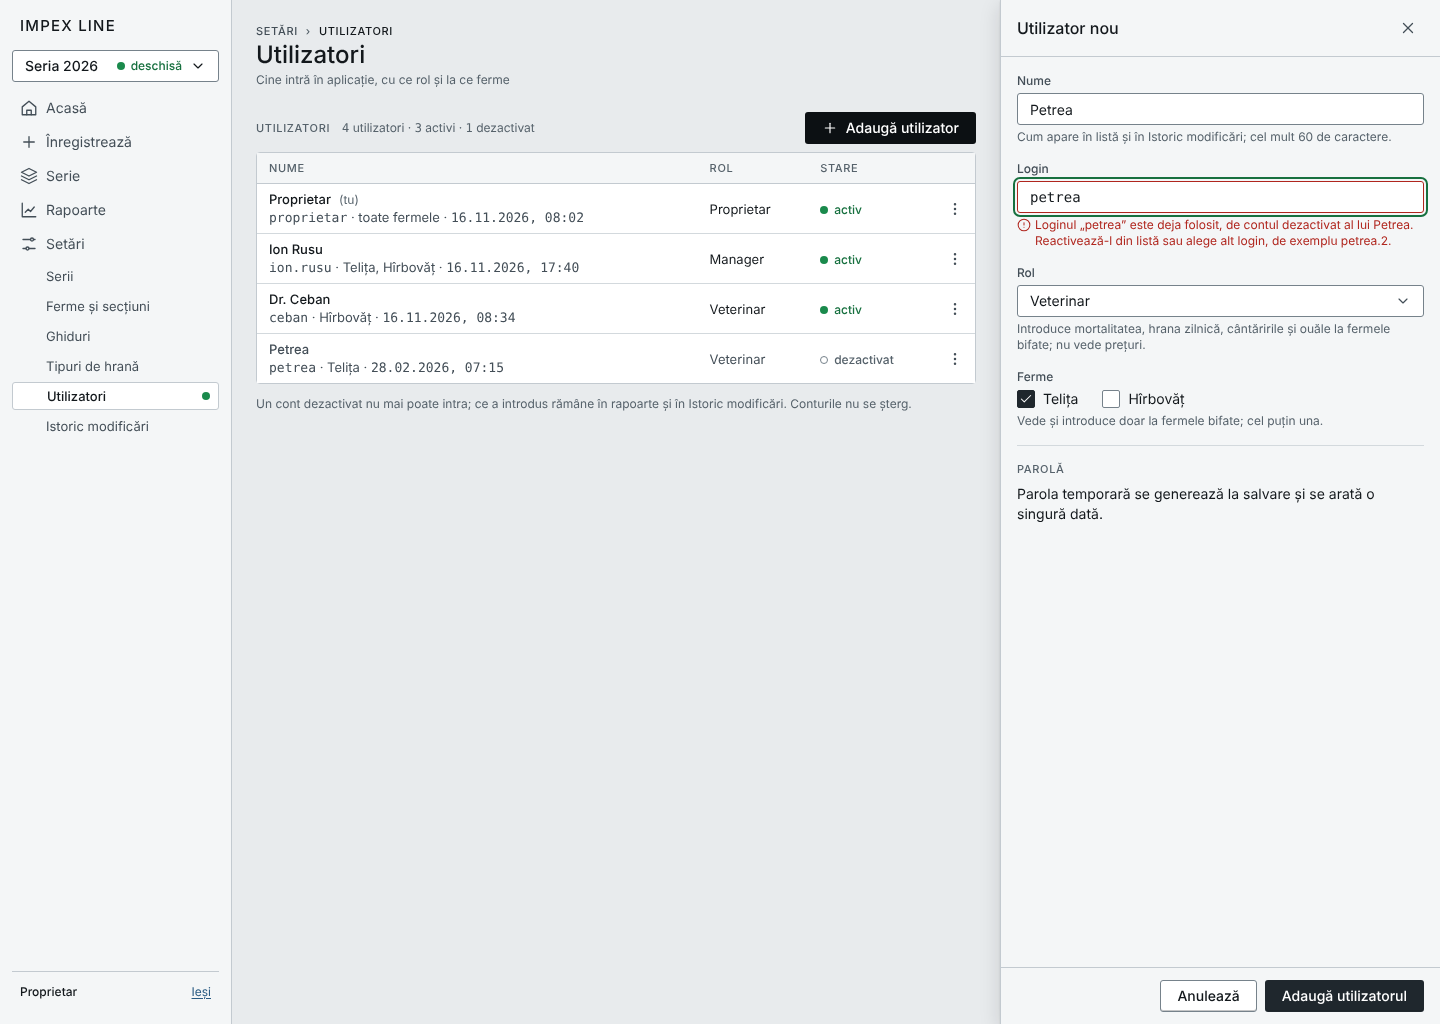 IMPEX LINE
Seria 2026 deschisă
Acasă
Înregistrează
Serie
Rapoarte
Setări
Serii
Ferme și secțiuni
Ghiduri
Tipuri de hrană
Utilizatori
Istoric modificări
Proprietar Ieși
SETĂRI › UTILIZATORI
Utilizatori
Cine intră în aplicație, cu ce rol și la ce ferme
UTILIZATORI 4 utilizatori · 3 activi · 1 dezactivat
Adaugă utilizator
NUME ROL STARE
Proprietar (tu)
proprietar · toate fermele · 16.11.2026, 08:02
Proprietar activ
Ion Rusu
ion.rusu · Telița, Hîrbovăț · 16.11.2026, 17:40
Manager activ
Dr. Ceban
ceban · Hîrbovăț · 16.11.2026, 08:34
Veterinar activ
Petrea
petrea · Telița · 28.02.2026, 07:15
Veterinar dezactivat
Un cont dezactivat nu mai poate intra; ce a introdus rămâne în rapoarte și în Istoric modificări. Conturile nu se șterg.
Utilizator nou
Nume
Petrea
Cum apare în listă și în Istoric modificări; cel mult 60 de caractere.
Login
petrea
Loginul „petrea” este deja folosit, de contul dezactivat al lui Petrea.
Reactivează-l din listă sau alege alt login, de exemplu petrea.2.
Rol
Veterinar
Introduce mortalitatea, hrana zilnică, cântăririle și ouăle la fermele
bifate; nu vede prețuri.
Ferme
Telița Hîrbovăț
Vede și introduce doar la fermele bifate; cel puțin una.
PAROLĂ
Parola temporară se generează la salvare și se arată o
singură dată.
Anulează Adaugă utilizatorul